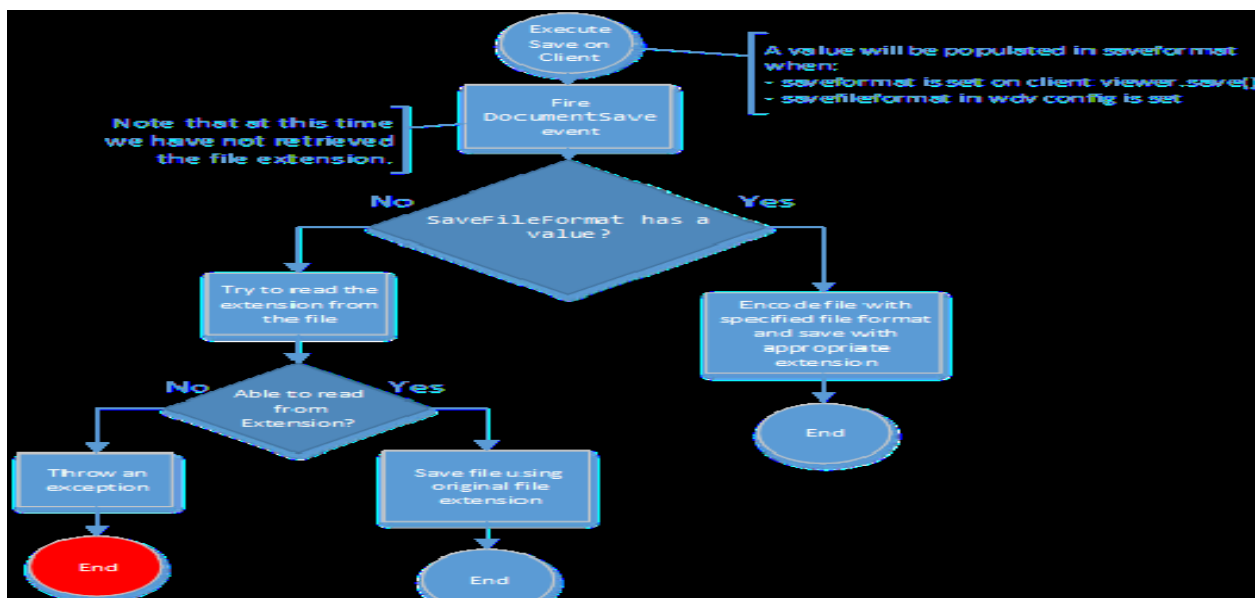 Execute
Save on
Client
A value will be populated in saveformat
when:
- saveformat is set on client viewer.save()
- savefileformat in wdv config is set
Fire
DocumentSave
event
Note that at this time
we have not retrieved
the file extension.
No
Yes
SaveFileFormat has a
value?
Try to read the
extension from
the file
Encode file with
specified file format
and save with
appropriate
extension
No
Yes
Able to read
from
Extension?
End
Throw an
exception
Save file using
original file
extension
End
End